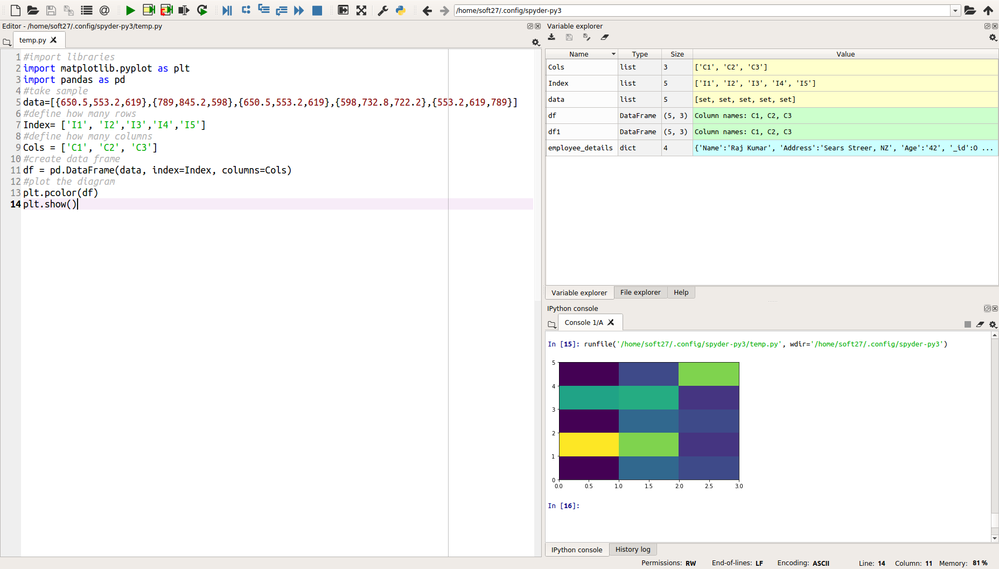 /home/soft27/.config/spyder-py3
Editor - /home/soft27/.config/spyder-py3/temp.py
temp.py
1 #import libraries
2 import matplotlib.pyplot as plt
3 import pandas as pd
4 #take sample
5 data=[{650.5,553.2,619},{789,845.2,598},{650.5,553.2,619},{598,732.8,722.2},{553.2,619,789}]
6 #define how many rows
7 Index= ['I1', 'I2','I3','I4','I5']
8 #define how many columns
9 Cols = ['C1', 'C2', 'C3']
10 #create data frame
11 df = pd.DataFrame(data, index=Index, columns=Cols)
12 #plot the diagram
13 plt.pcolor(df)
14 plt.show()
Variable explorer
Name Type Size Value
Cols list 3 ['C1', 'C2', 'C3']
Index list 5 ['I1', 'I2', 'I3', 'I4', 'I5']
data list 5 [set, set, set, set, set]
df DataFrame (5, 3) Column names: C1, C2, C3
df1 DataFrame (5, 3) Column names: C1, C2, C3
employee_details dict 4 {'Name':'Raj Kumar', 'Address':'Sears Streer, NZ', 'Age':'42', '_id':O ...
Variable explorer File explorer Help
IPython console
Console 1/A
In [15]: runfile('/home/soft27/.config/spyder-py3/temp.py', wdir='/home/soft27/.config/spyder-py3')
5
4
3
2
1
0
0.0 0.5 1.0 1.5 2.0 2.5 3.0
In [16]:
IPython console History log
Permissions: RW End-of-lines: LF Encoding: ASCII Line: 14 Column: 11 Memory: 81 %